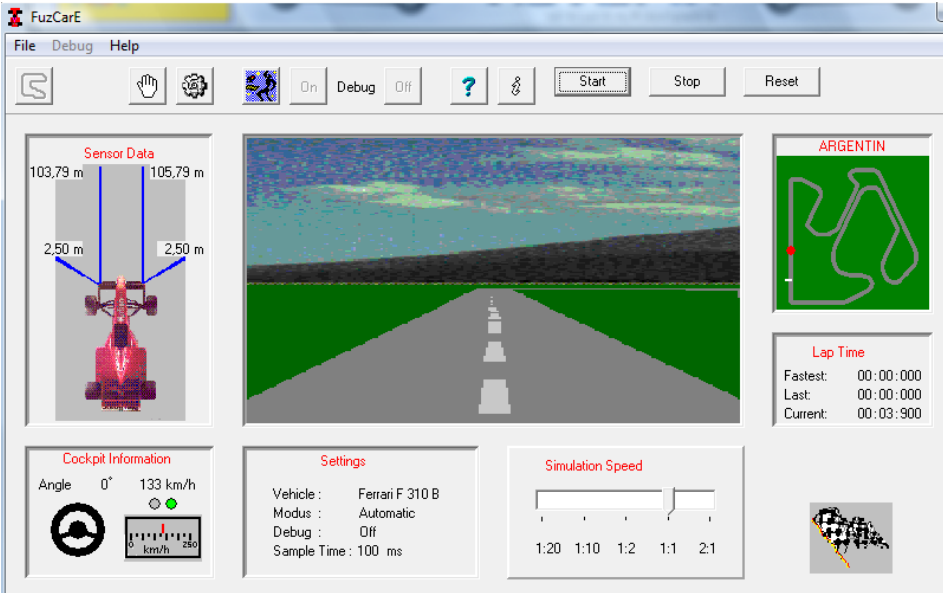 FuzCarE
File Debug Help
On Debug Off ? i Start Stop Reset
Sensor Data
103,79 m 105,79 m
2,50 m 2,50 m
ARGENTIN
Lap Time
Fastest: 00:00:000
Last: 00:00:000
Current: 00:03:900
Cockpit Information
Angle 0° 133 km/h
0 250
km/h
Settings
Vehicle : Ferrari F 310 B
Modus : Automatic
Debug : Off
Sample Time : 100 ms
Simulation Speed
1:20 1:10 1:2 1:1 2:1